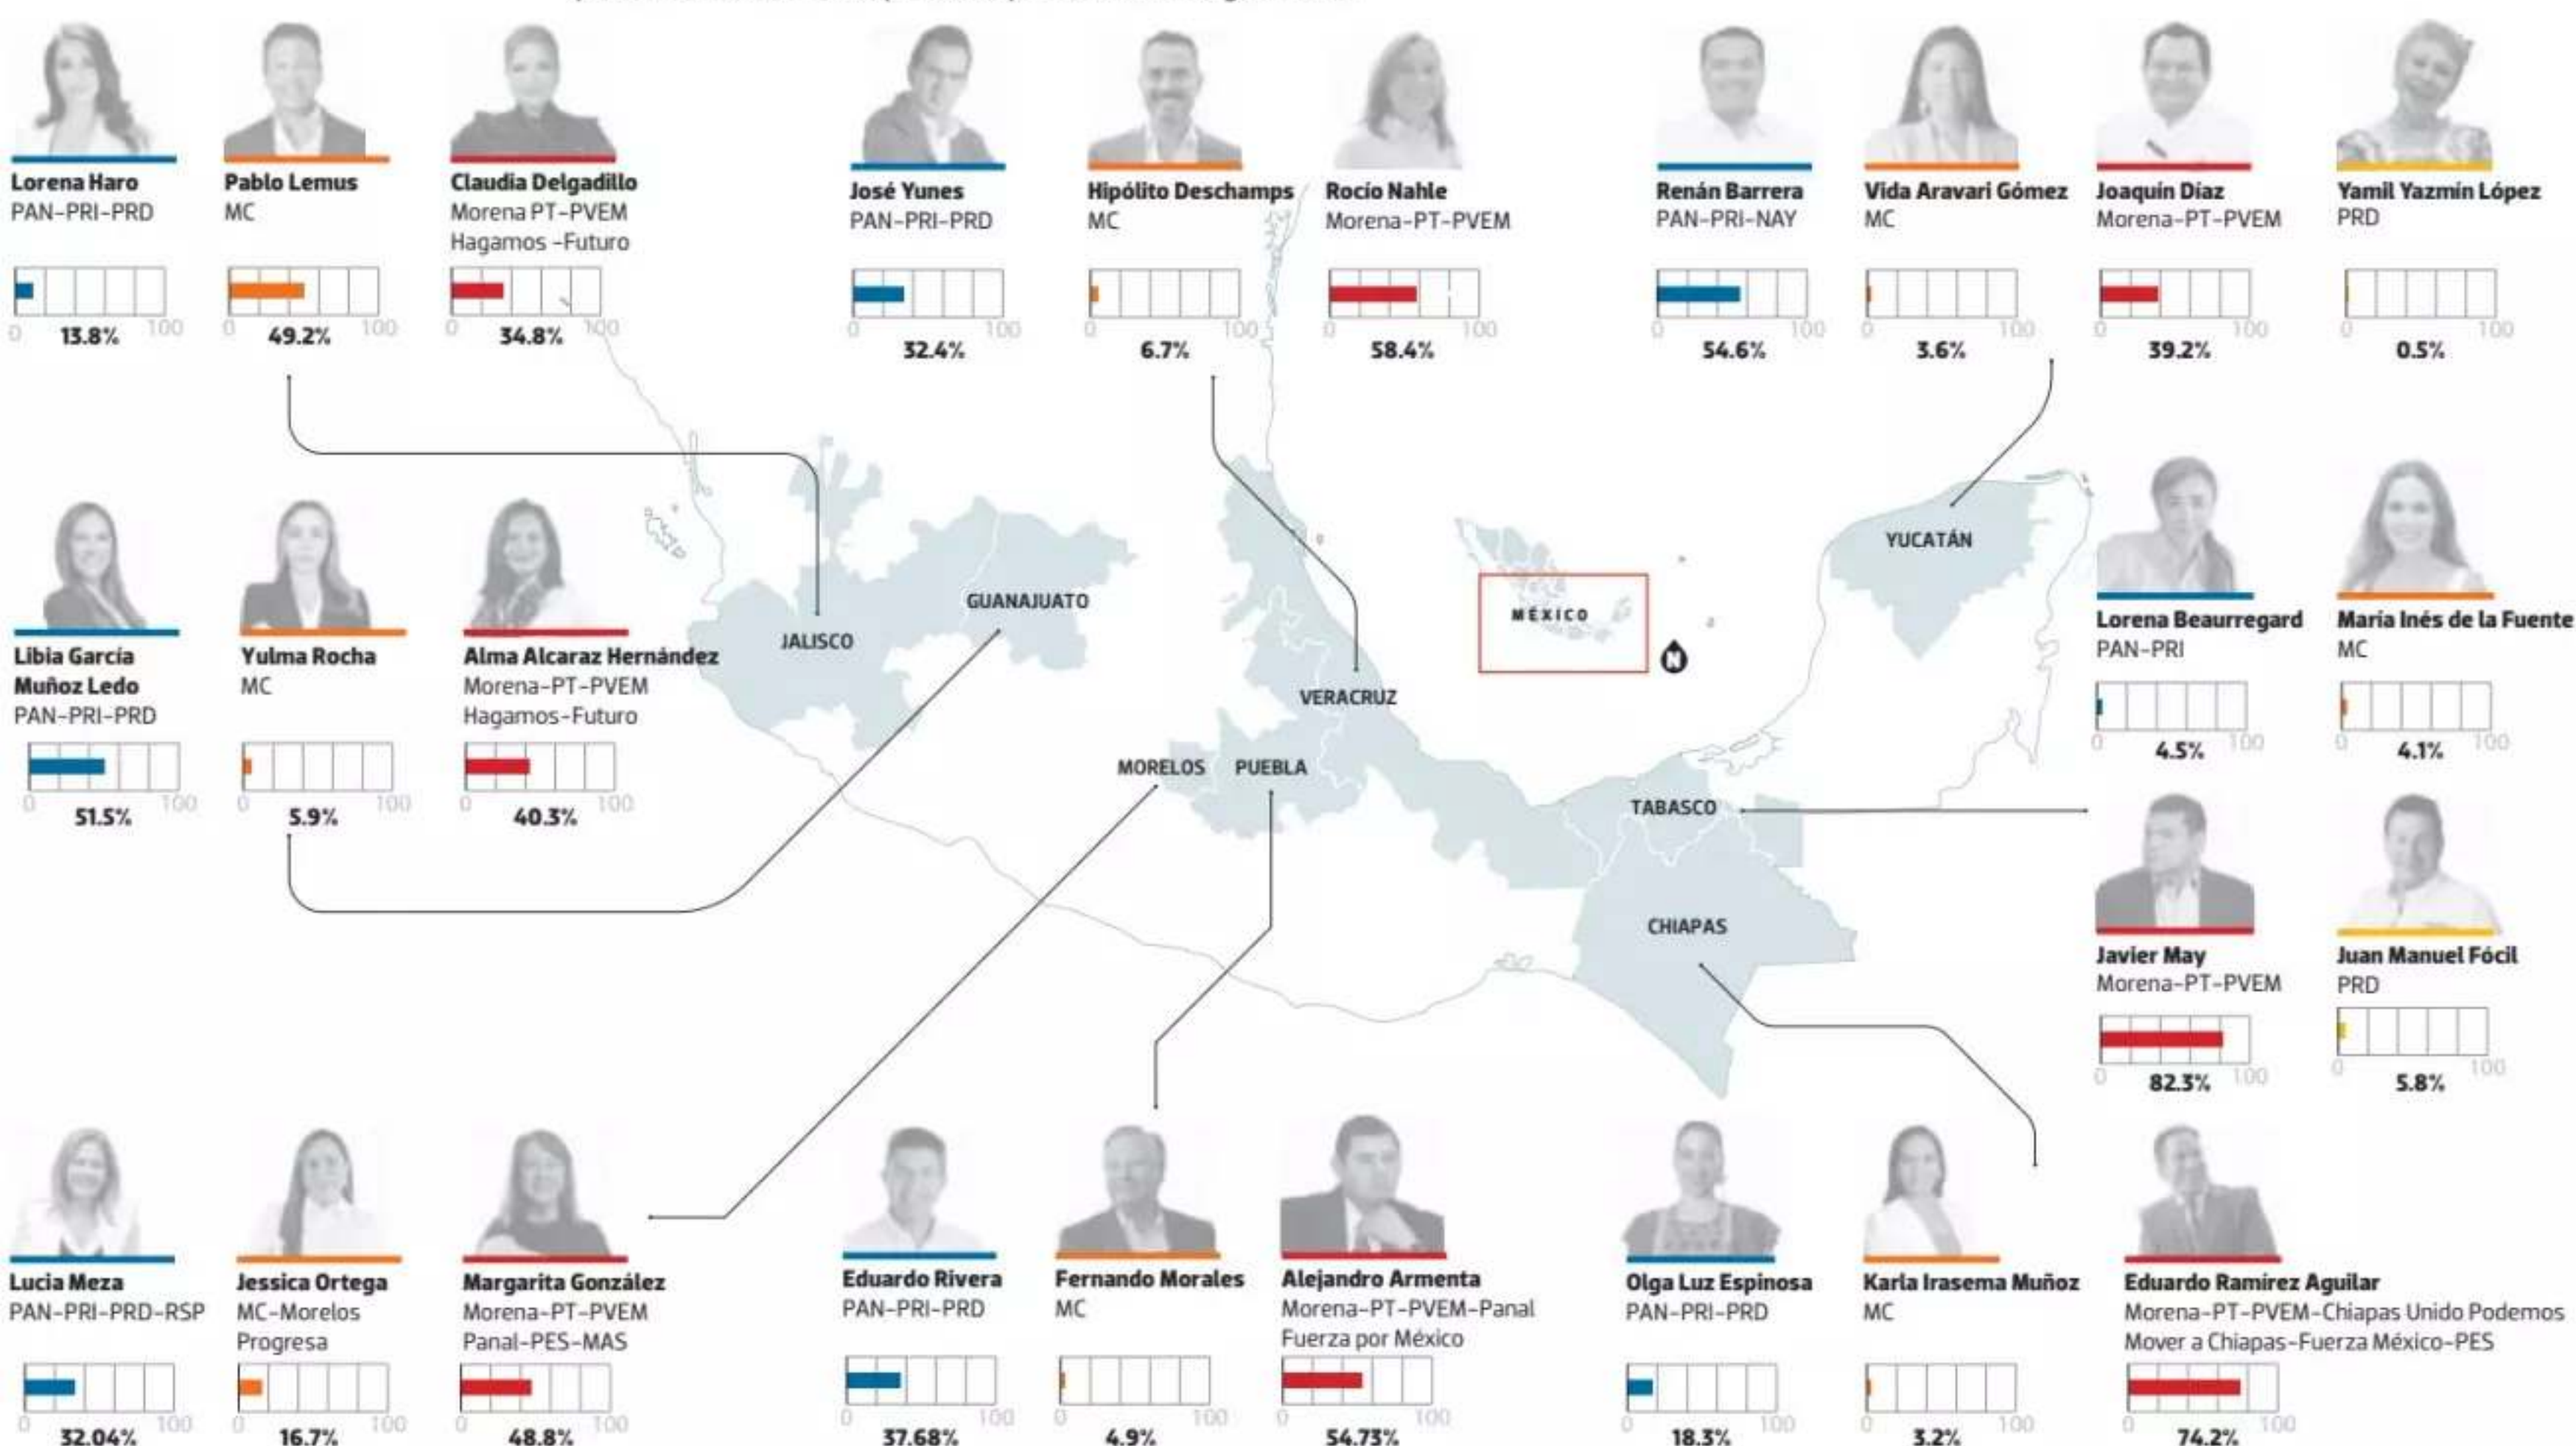 Lorena Haro
PAN-PRI-PRD
0 100
13.8%
Pablo Lemus
MC
0 100
49.2%
Claudia Delgadillo
Morena PT-PVEM
Hagamos -Futuro
0 100
34.8%
José Yunes
PAN-PRI-PRD
0 100
32.4%
Hipólito Deschamps
MC
0 100
6.7%
Rocío Nahle
Morena-PT-PVEM
0 100
58.4%
Renán Barrera
PAN-PRI-NAY
0 100
54.6%
Vida Aravari Gómez
MC
0 100
3.6%
Joaquín Díaz
Morena-PT-PVEM
0 100
39.2%
Yamil Yazmín López
PRD
0 100
0.5%
Libia García
Muñoz Ledo
PAN-PRI-PRD
0 100
51.5%
Yulma Rocha
MC
0 100
5.9%
Alma Alcaraz Hernández
Morena-PT-PVEM
Hagamos-Futuro
0 100
40.3%
JALISCO
GUANAJUATO
VERACRUZ
MORELOS
PUEBLA
MÉXICO
N
YUCATÁN
TABASCO
CHIAPAS
Lorena Beaurregard
PAN-PRI
0 100
4.5%
María Inés de la Fuente
MC
0 100
4.1%
Javier May
Morena-PT-PVEM
0 100
82.3%
Juan Manuel Fócil
PRD
0 100
5.8%
Lucia Meza
PAN-PRI-PRD-RSP
0 100
32.04%
Jessica Ortega
MC-Morelos
Progresa
0 100
16.7%
Margarita González
Morena-PT-PVEM
Panal-PES-MAS
0 100
48.8%
Eduardo Rivera
PAN-PRI-PRD
0 100
37.68%
Fernando Morales
MC
0 100
4.9%
Alejandro Armenta
Morena-PT-PVEM-Panal
Fuerza por México
0 100
54.73%
Olga Luz Espinosa
PAN-PRI-PRD
0 100
18.3%
Karla Irasema Muñoz
MC
0 100
3.2%
Eduardo Ramírez Aguilar
Morena-PT-PVEM-Chiapas Unido Podemos
Mover a Chiapas-Fuerza México-PES
0 100
74.2%